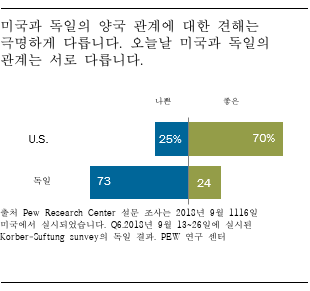 미국과 독일의 양국 관계에 대한 견해는
극명하게 다릅니다. 오늘날 미국과 독일의
관계는 서로 다릅니다.
나쁜 좋은
U.S. 25% 70%
독일 73 24
출처 Pew Research Center 설문 조사는 2018년 9월 1116일
미국에서 실시되었습니다. Q6.2018년 9월 13~26일에 실시된
Korber-Suftung survey의 독일 결과. PEW 연구 센터